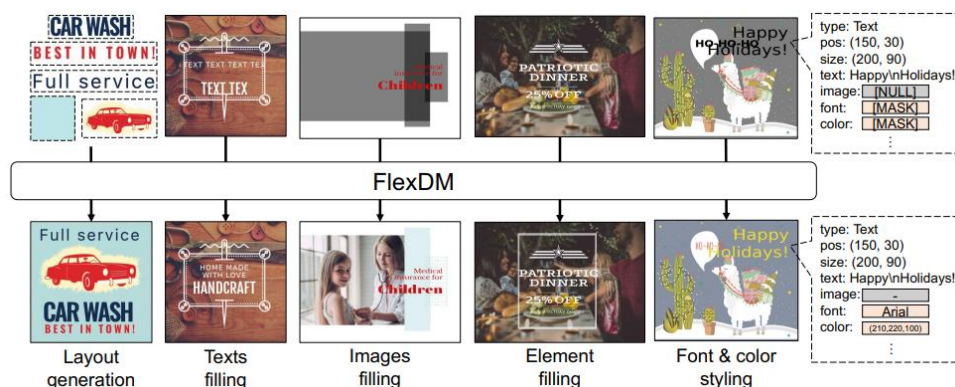 CAR WASH
BEST IN TOWN!
Full service
TEXT TEXT TEXT TEX
TEXT TEX
Medical
insurance for
Children
PATRIOTIC
DINNER
25% OFF
Happy
Holidays!
HO-HO-HO
type: Text
pos: (150, 30)
size: (200, 90)
text: Happy\nHolidays!
image: [NULL]
font: [MASK]
color: [MASK]
⋮
FlexDM
Full service
CAR WASH
BEST IN TOWN!
HOME MADE
WITH LOVE
HANDCRAFT
Medical
insurance for
Children
PATRIOTIC
DINNER
25% OFF
Happy
Holidays!
type: Text
pos: (150, 30)
size: (200, 90)
text: Happy\nHolidays!
image: -
font: Arial
color: (210,220,100)
⋮
Layout
generation
Texts
filling
Images
filling
Element
filling
Font & color
styling